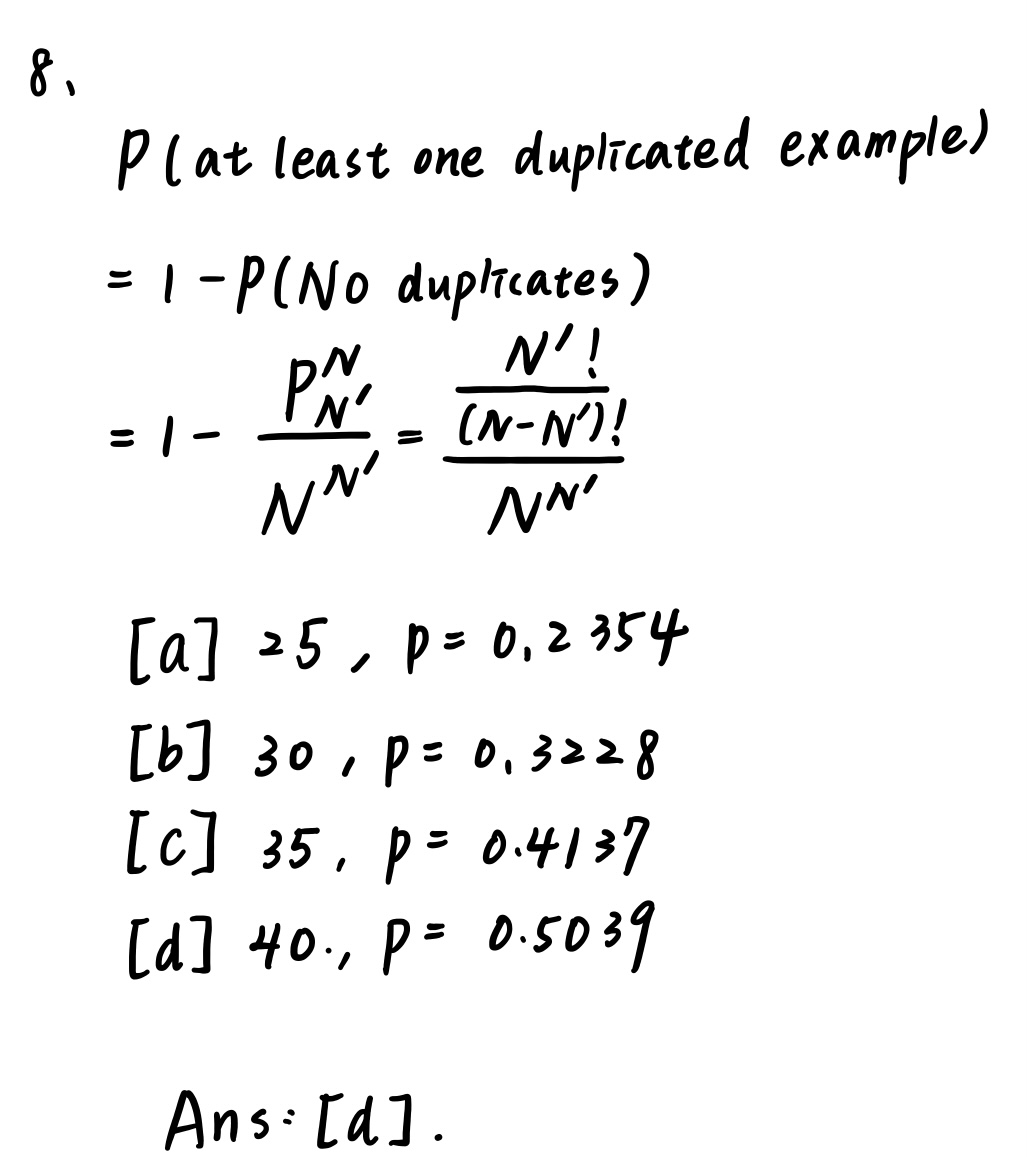 8、
P(at least one duplicated example)
= 1 - P(No duplicates)
= 1 - \frac{P^{N}_{N'}}{N^{N'}} = \frac{\frac{N'!}{(N-N')!}}{N^{N'}}
[a] 25, p = 0.2354
[b] 30, p = 0.3228
[c] 35, p = 0.4137
[d] 40., p = 0.5039
Ans: [d].